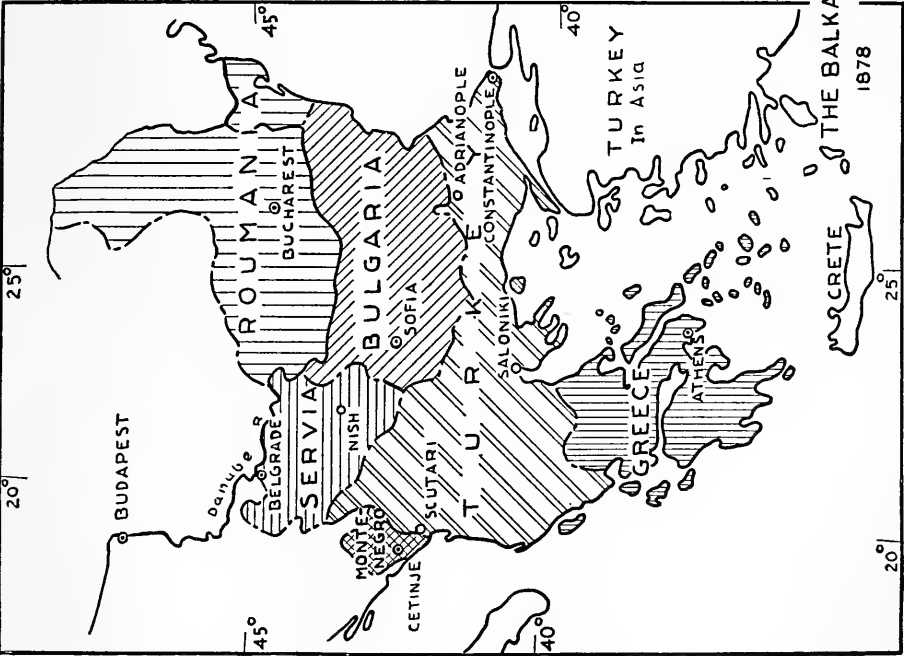 20°
25°
BUDAPEST
Danube R
45°
45°
ROUMANIA
BUCHAREST
BELGRADE
SERVIA
NISH
BULGARIA
SOFIA
MONTE-
NEGRO
CETINJE
SCUTARI
TURKEY
ADRIANOPLE
CONSTANTINOPLE
SALONIKI
40°
40°
TURKEY
In Asia
GREECE
ATHENS
CRETE
THE BALKA
1878
20°
25°